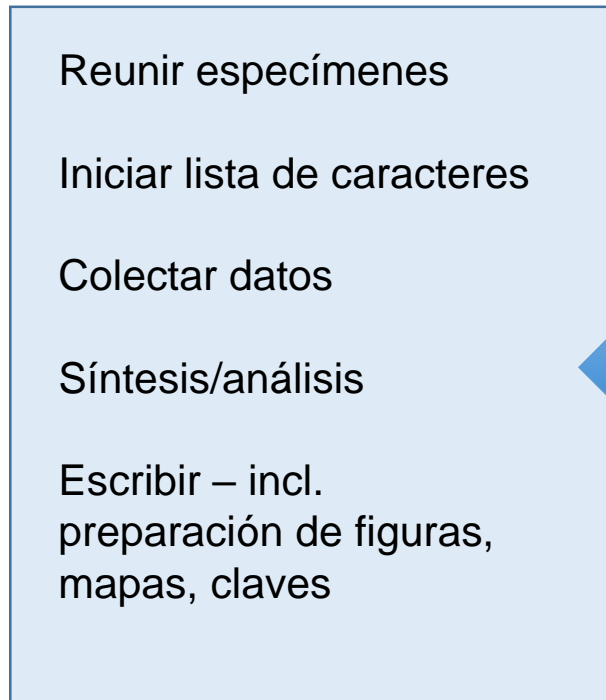 Reunir especímenes
Iniciar lista de caracteres
Colectar datos
Síntesis/análisis
Escribir – incl.
preparación de figuras,
mapas, claves